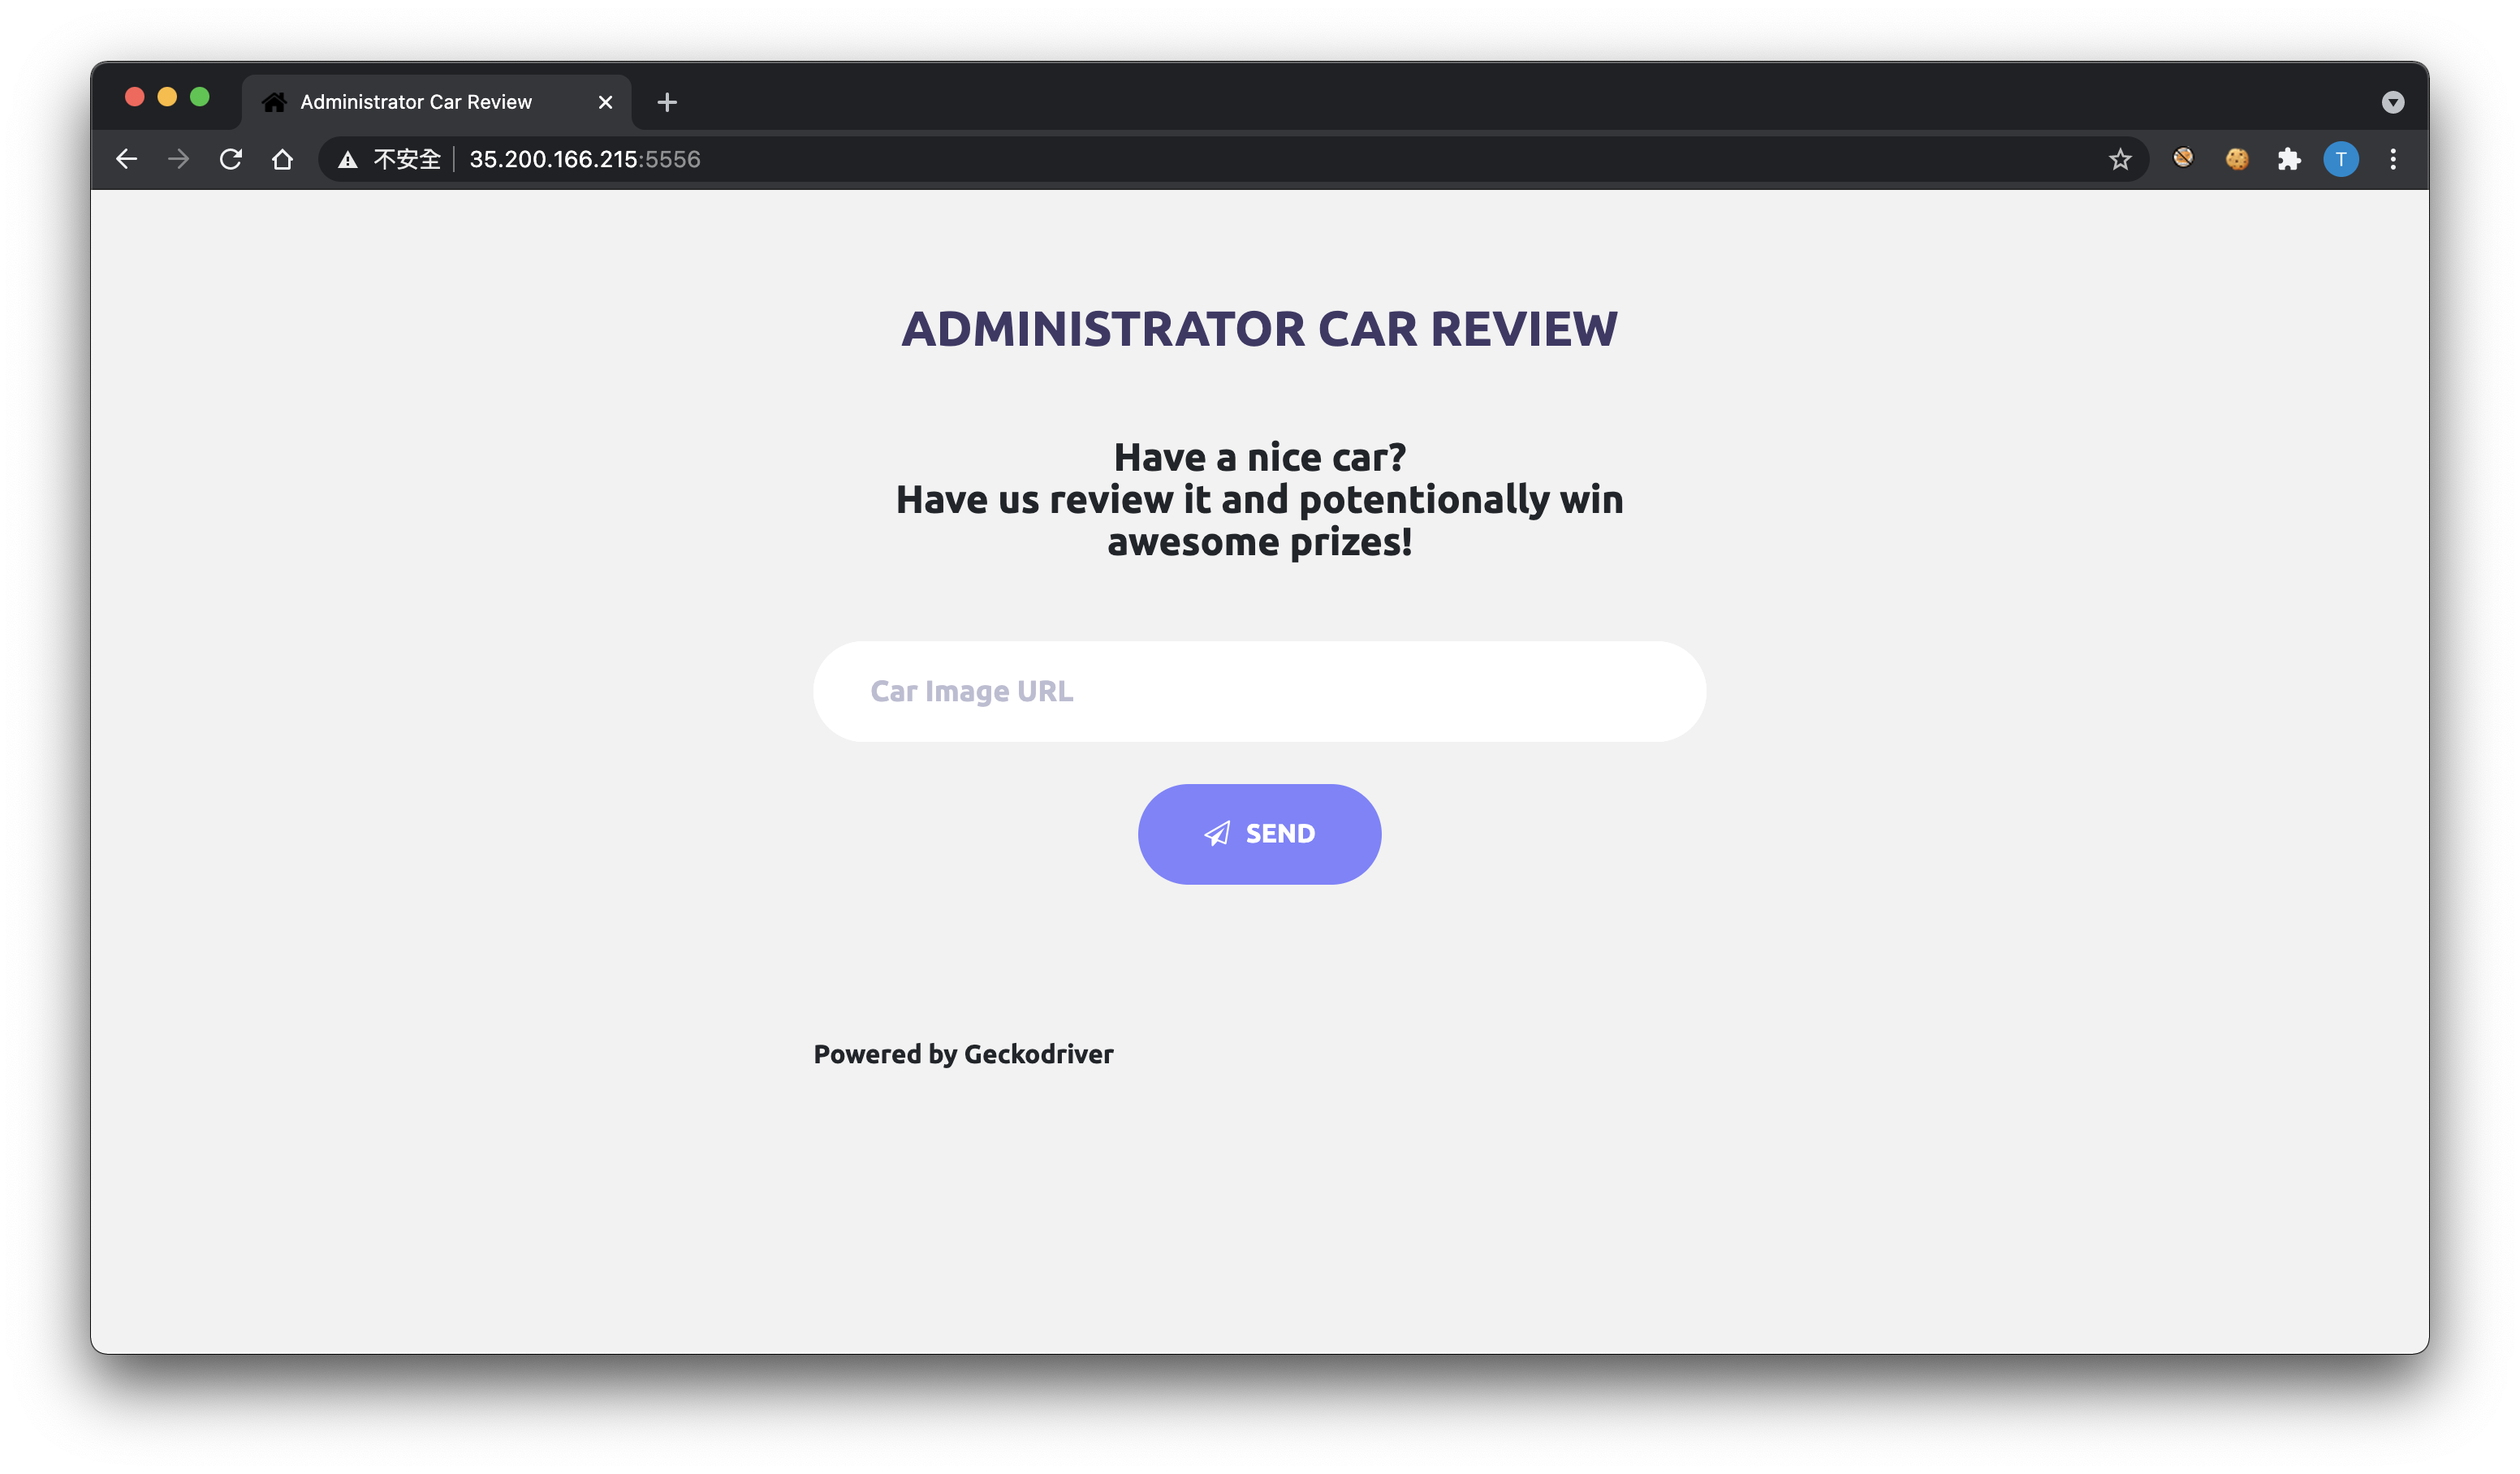 Administrator Car Review
不安全 35.200.166.215:5556
T
ADMINISTRATOR CAR REVIEW
Have a nice car?
Have us review it and potentionally win
awesome prizes!
Car Image URL
SEND
Powered by Geckodriver